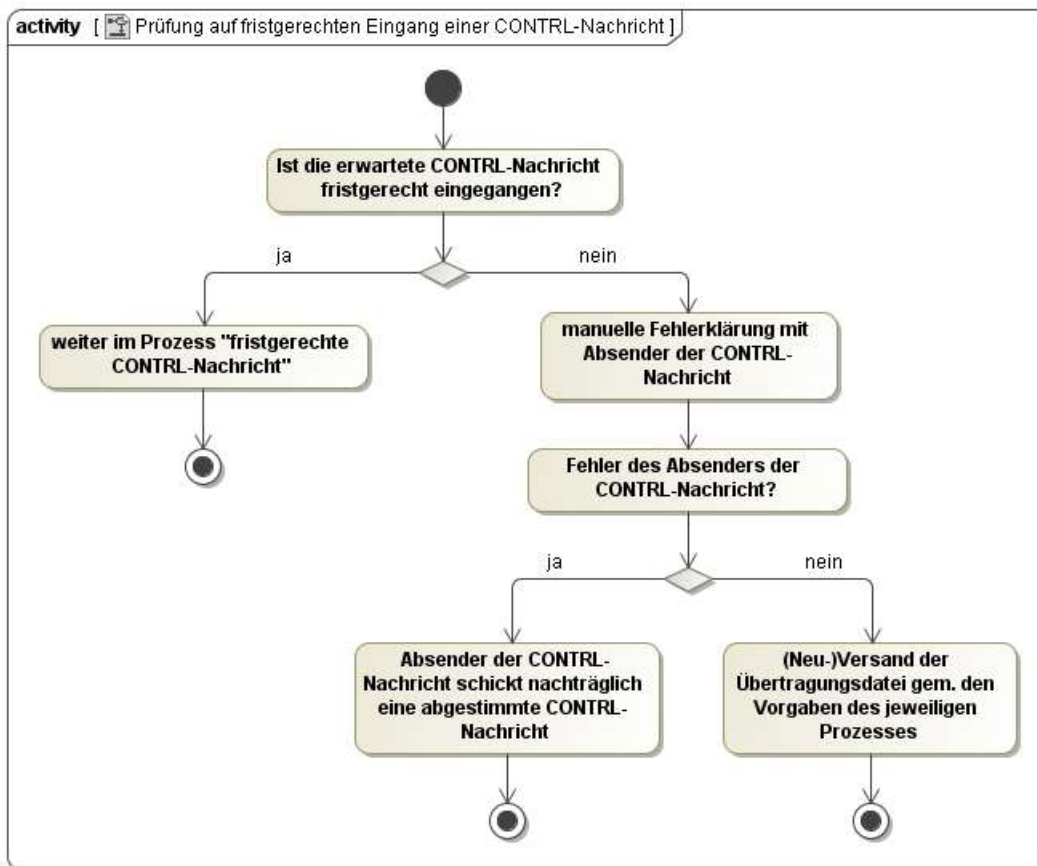 activity [ Prüfung auf fristgerechten Eingang einer CONTRL-Nachricht ]
Ist die erwartete CONTRL-Nachricht
fristgerecht eingegangen?
ja
nein
weiter im Prozess "fristgerechte
CONTRL-Nachricht"
manuelle Fehlerklärung mit
Absender der CONTRL-
Nachricht
Fehler des Absenders der
CONTRL-Nachricht?
ja
nein
Absender der CONTRL-
Nachricht schickt nachträglich
eine abgestimmte CONTRL-
Nachricht
(Neu-)Versand der
Übertragungsdatei gem. den
Vorgaben des jeweiligen
Prozesses